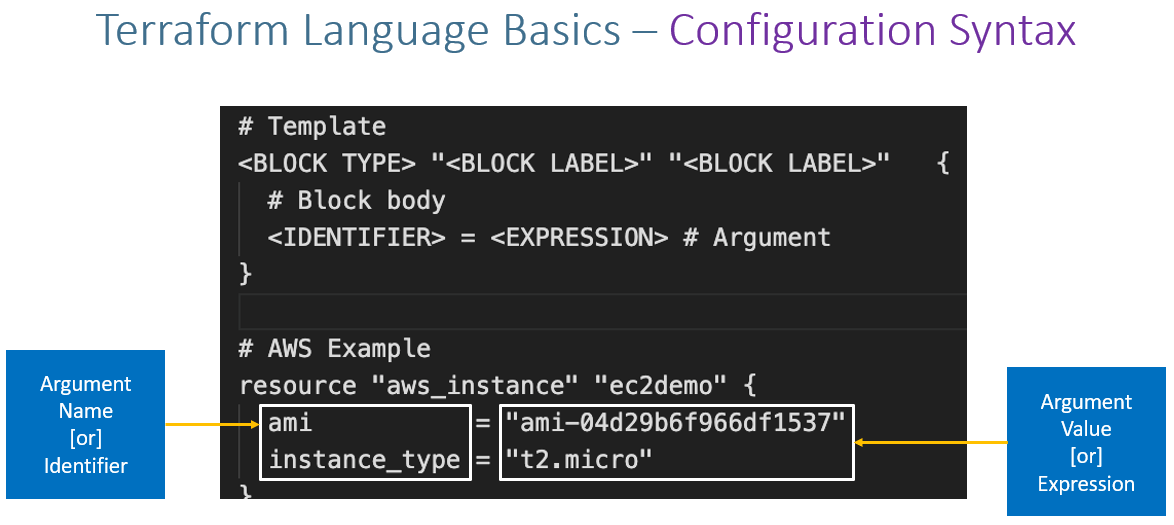 Terraform Language Basics – Configuration Syntax
# Template
<BLOCK TYPE> "<BLOCK LABEL>" "<BLOCK LABEL>" {
# Block body
<IDENTIFIER> = <EXPRESSION> # Argument
}
# AWS Example
resource "aws_instance" "ec2demo" {
ami = "ami-04d29b6f966df1537"
instance_type = "t2.micro"
}
Argument
Name
[or]
Identifier
Argument
Value
[or]
Expression